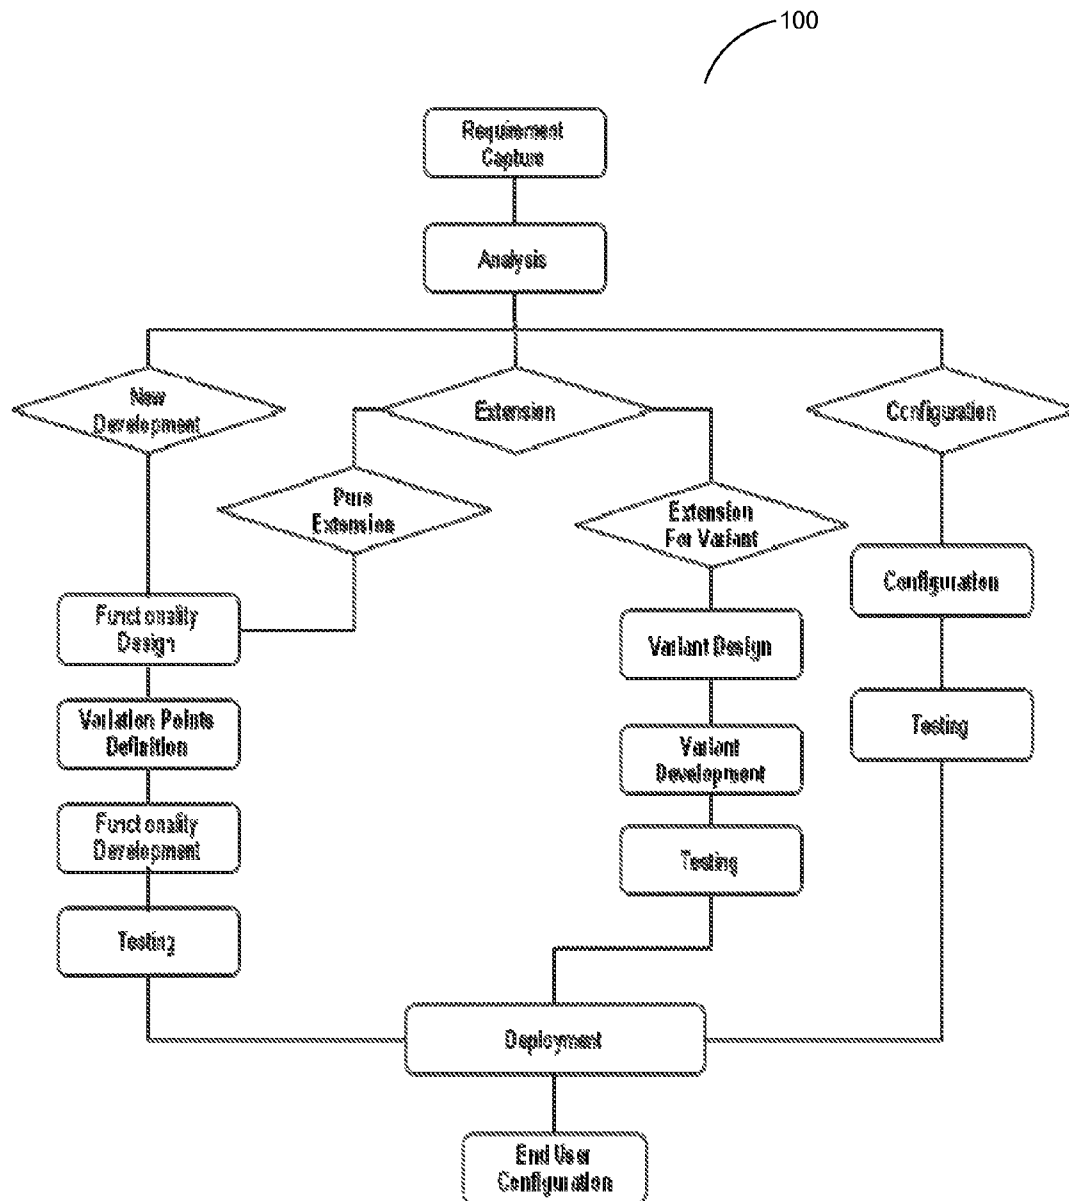 100
Requirement
Capture
Analysis
New
Development
Extension
Configuration
Pure
Extension
Extension
For Variant
Configuration
Functionality
Design
Variant Design
Variation Points
Definition
Testing
Variant
Development
Functionality
Development
Testing
Testing
Deployment
End User
Configuration